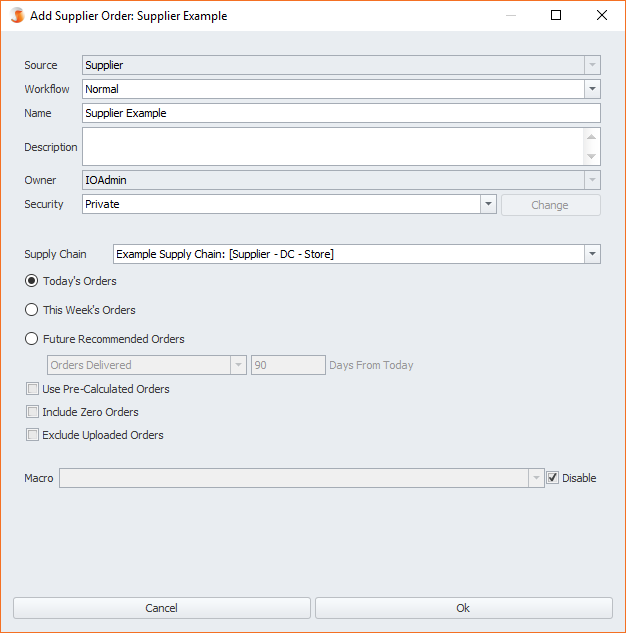 Add Supplier Order: Supplier Example
Source Supplier
Workflow Normal
Name Supplier Example
Description
Owner IOAdmin
Security Private Change
Supply Chain Example Supply Chain: [Supplier - DC - Store]
Today's Orders
This Week's Orders
Future Recommended Orders
Orders Delivered 90 Days From Today
Use Pre-Calculated Orders
Include Zero Orders
Exclude Uploaded Orders
Macro Disable
Cancel Ok